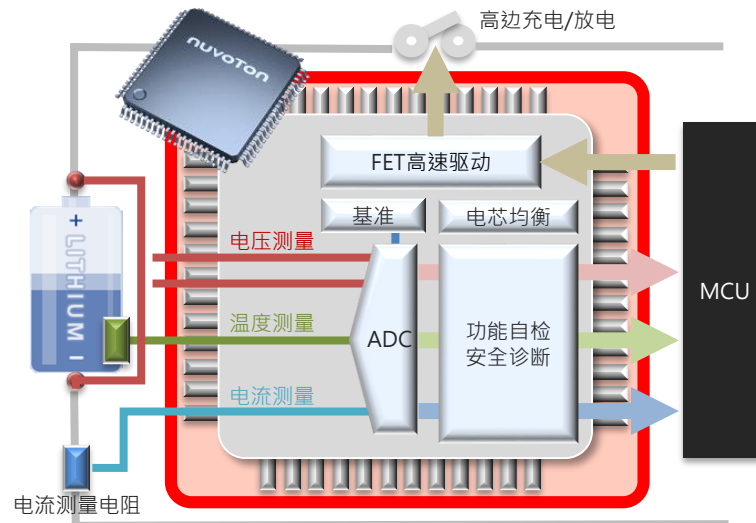 高边充电/放电
nuvoTon
FET高速驱动
基准
电芯均衡
电压测量
MCU
+ LITHIUM I
温度测量
ADC
功能自检
安全诊断
电流测量
电流测量电阻